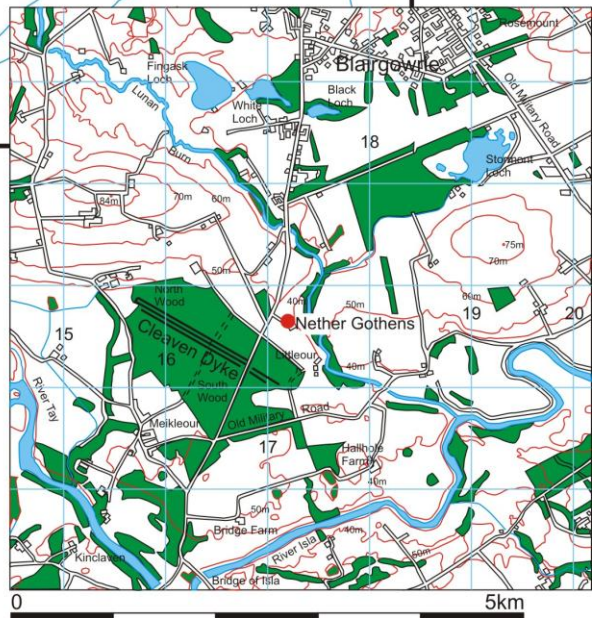 Rosemount
Blairgowrie
Fingask
Loch
Lunan
White
Loch
Black
Loch
Old Military Road
18
Burn
Stormont
Loch
84m
70m
60m
75m
70m
50m
North
Wood
40m
50m
60m
Nether Gothens
15
19
20
Cleaven Dyke
16
Littleour
40m
South
Wood
River Tay
Meikleour
Old Military Road
17
Hallhole
Farm
40m
50m
Bridge Farm
40m
River Isla
50m
Kinclaven
Bridge of Isla
0
5km